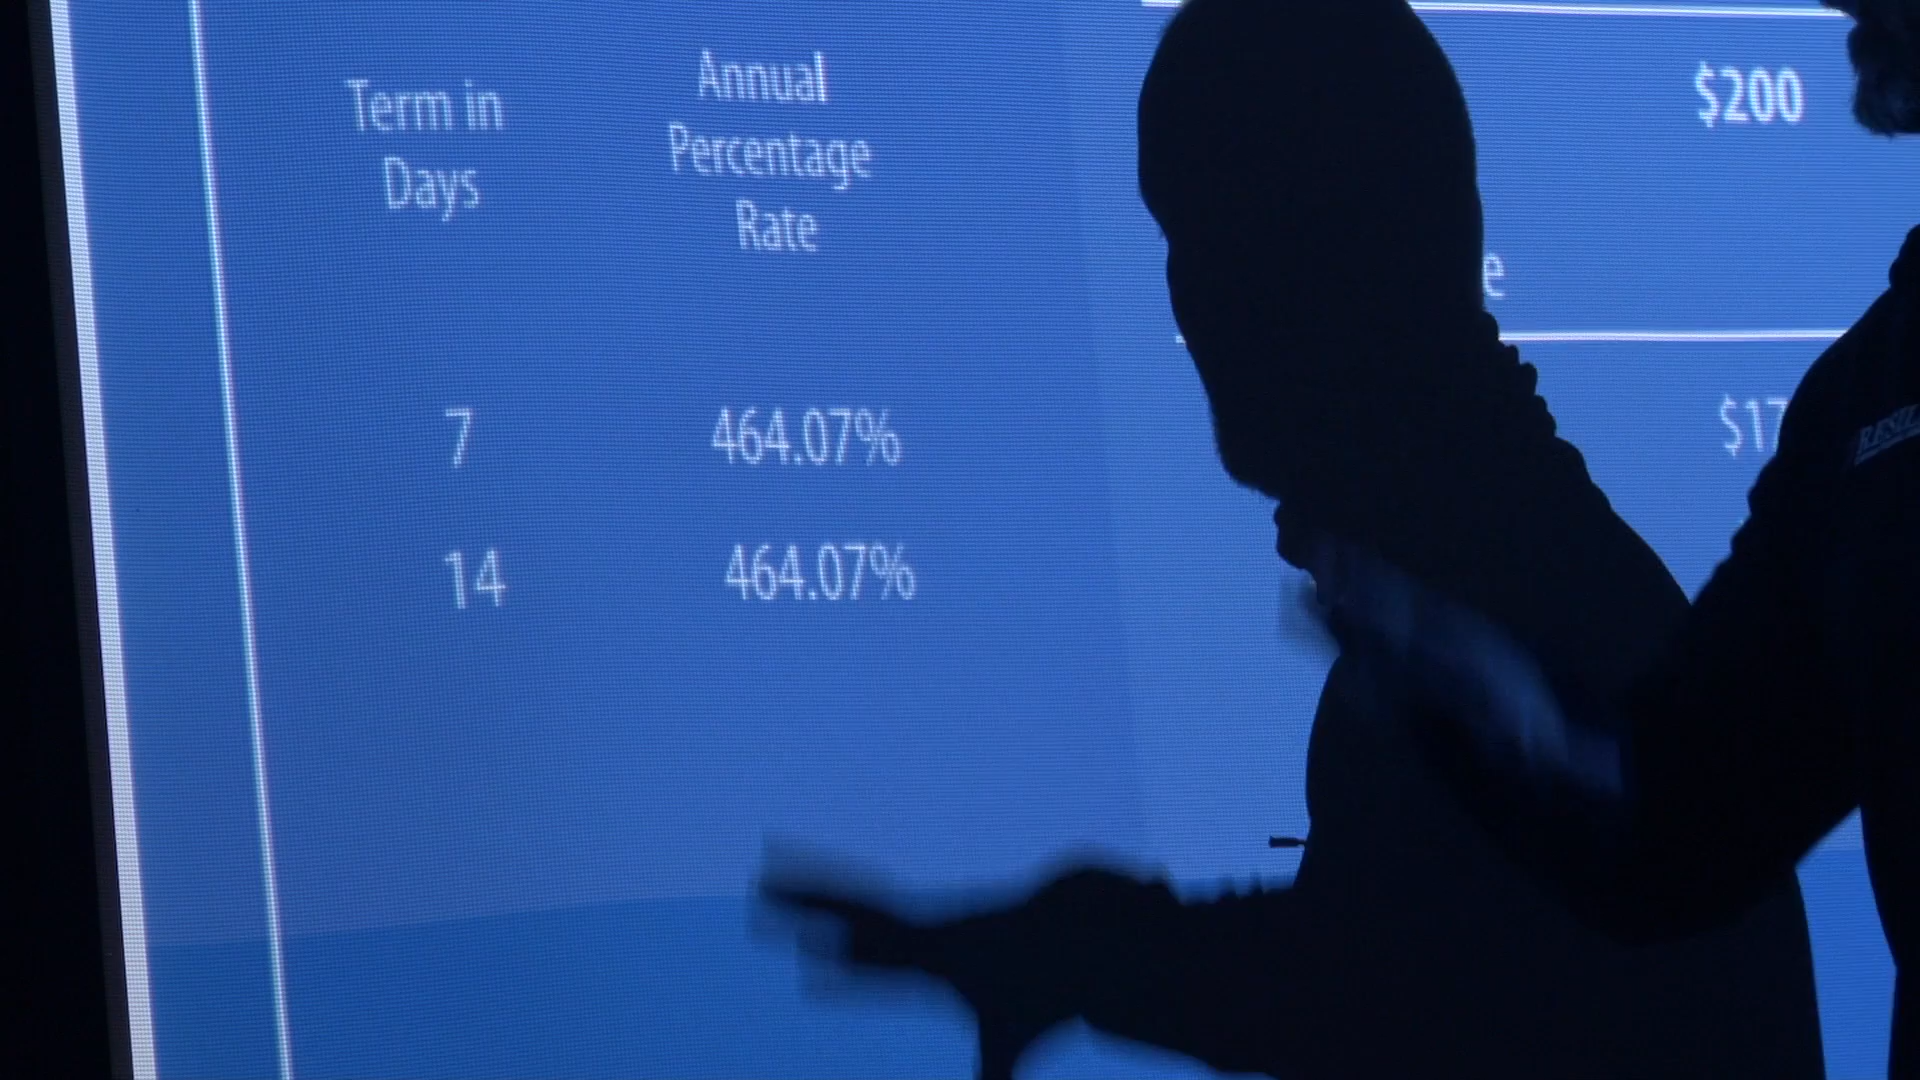 Term in
Days
Annual
Percentage
Rate
$200
7
464.07%
14
464.07%